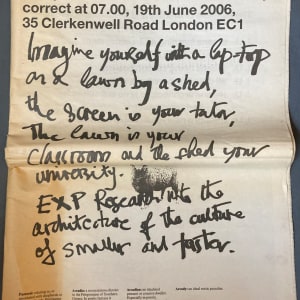 correct at 07.00, 19th June 2006,
35 Clerkenwell Road London EC1
Imagine yourself with a lap-top
on a lawn by a shed,
the screen is your tutor,
The lawn is your
classroom and the shed your
university.
EXP Research into the
architecture of the culture
of smaller and faster.